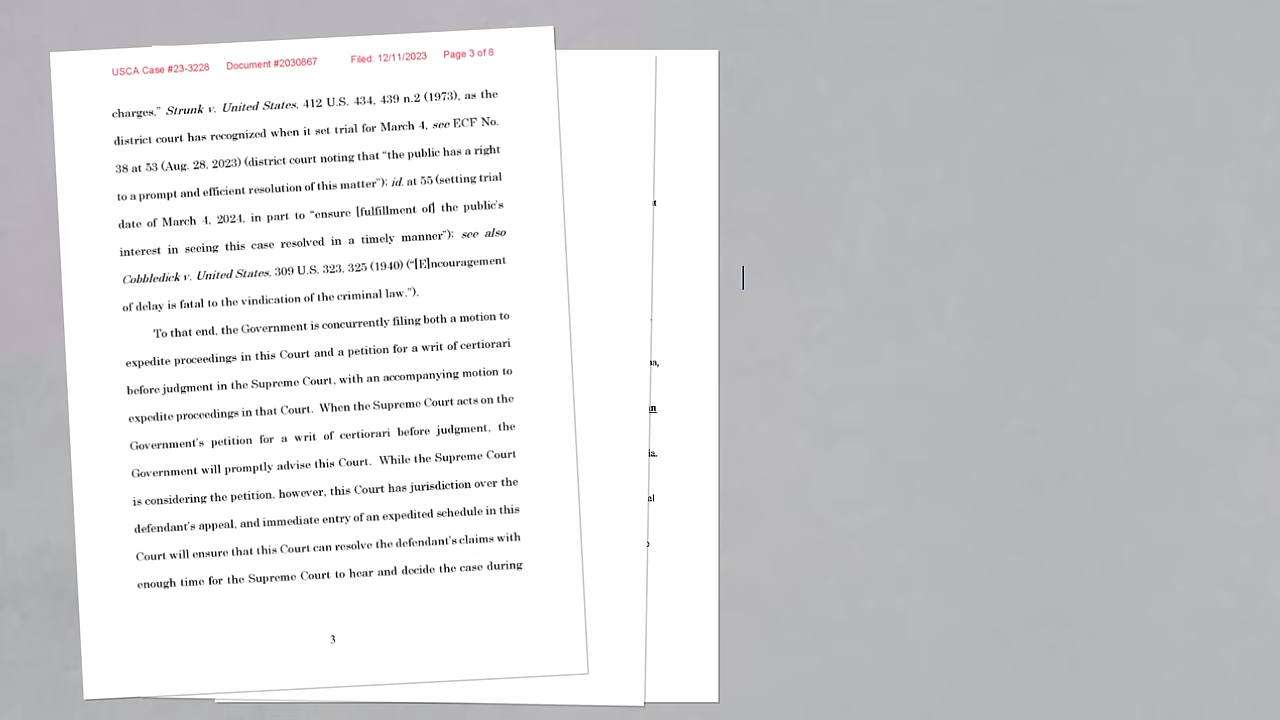 USCA Case #23-3228 Document #2030867 Filed: 12/11/2023 Page 3 of 8
charges,” Strunk v. United States, 412 U.S. 434, 439 n.2 (1973), as the
district court has recognized when it set trial for March 4, see ECF No.
38 at 53 (Aug. 28, 2023) (district court noting that “the public has a right
to a prompt and efficient resolution of this matter”); id. at 55 (setting trial
date of March 4, 2024, in part to “ensure [fulfillment of] the public’s
interest in seeing this case resolved in a timely manner”); see also
Cobbledick v. United States, 309 U.S. 323, 325 (1940) (“[E]ncouragement
of delay is fatal to the vindication of the criminal law.”).
To that end, the Government is concurrently filing both a motion to
expedite proceedings in this Court and a petition for a writ of certiorari
before judgment in the Supreme Court, with an accompanying motion to
expedite proceedings in that Court. When the Supreme Court acts on the
Government’s petition for a writ of certiorari before judgment, the
Government will promptly advise this Court. While the Supreme Court
is considering the petition, however, this Court has jurisdiction over the
defendant’s appeal, and immediate entry of an expedited schedule in this
Court will ensure that this Court can resolve the defendant’s claims with
enough time for the Supreme Court to hear and decide the case during
3